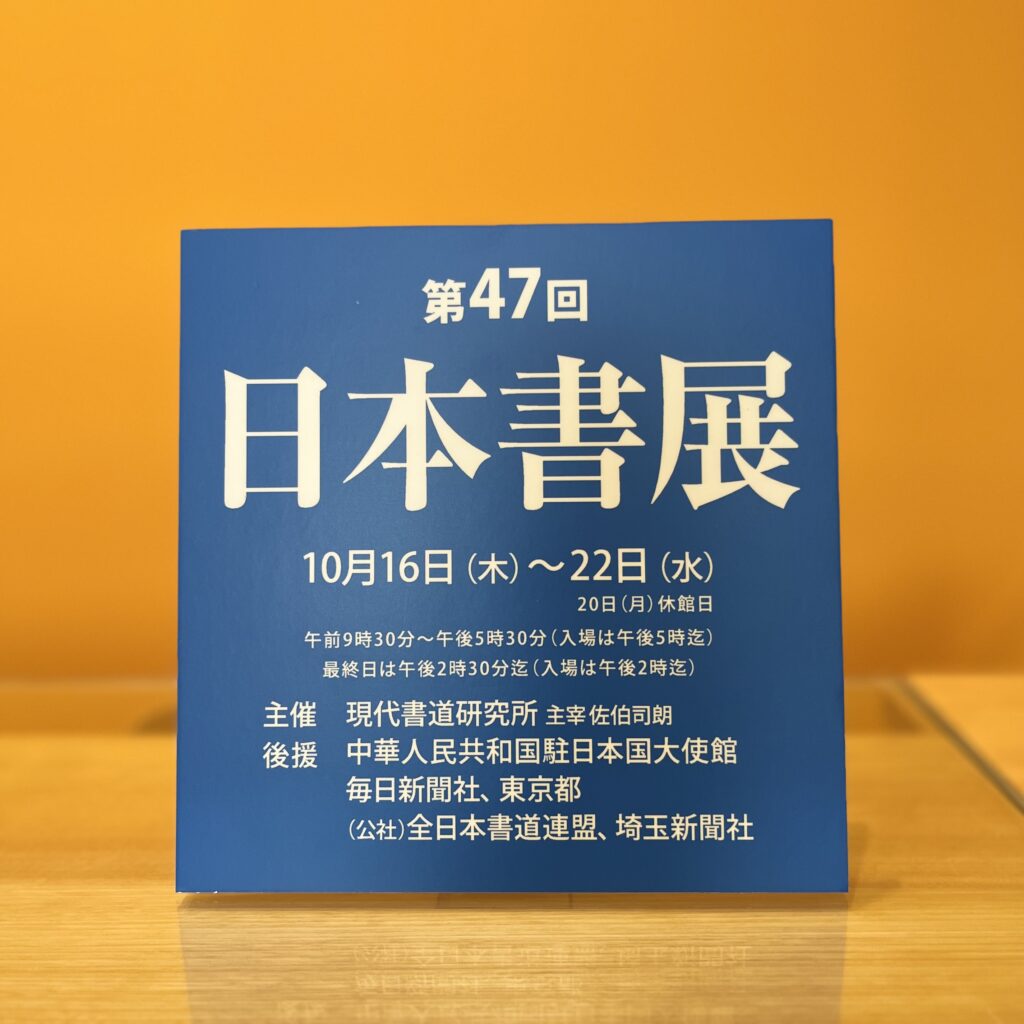 第47回
日本書展
10月16日（木）～22日（水）
20日（月）休館日
午前9時30分～午後5時30分（入場は午後5時迄）
最終日は午後2時30分迄（入場は午後2時迄）
主催 現代書道研究所 主宰 佐伯司朗
後援 中華人民共和国駐日本国大使館
毎日新聞社、東京都
（公社）全日本書道連盟、埼玉新聞社